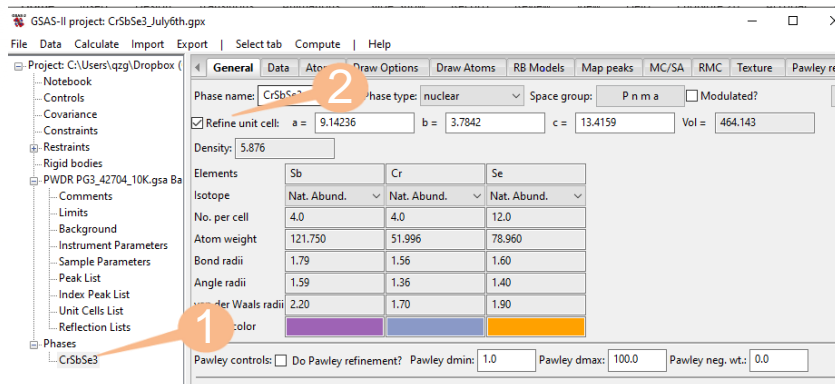 GSAS-II project: CrSbSe3_July6th.gpx
File Data Calculate Import Export | Select tab Compute | Help
Project: C:\Users\qzg\Dropbox (
Notebook
Controls
Covariance
Constraints
Restraints
Rigid bodies
PWDR PG3_42704_10K.gsa Ba
Comments
Limits
Background
Instrument Parameters
Sample Parameters
Peak List
Index Peak List
Unit Cells List
Reflection Lists
Phases
CrSbSe3
1
General Data Draw Options Draw Atoms RB Models Map peaks MC/SA RMC Texture Pawley re
2
Phase name: Phase type: nuclear Space group: P n m a Modulated?
Refine unit cell: a = 9.14236 b = 3.7842 c = 13.4159 Vol = 464.143
Density: 5.876
Elements Sb Cr Se
Isotope Nat. Abund. Nat. Abund. Nat. Abund.
No. per cell 4.0 4.0 12.0
Atom weight 121.750 51.996 78.960
Bond radii 1.79 1.56 1.60
Angle radii 1.59 1.36 1.40
der Waals radii 2.20 1.70 1.90
color
Pawley controls: Do Pawley refinement? Pawley dmin: 1.0 Pawley dmax: 100.0 Pawley neg. wt.: 0.0